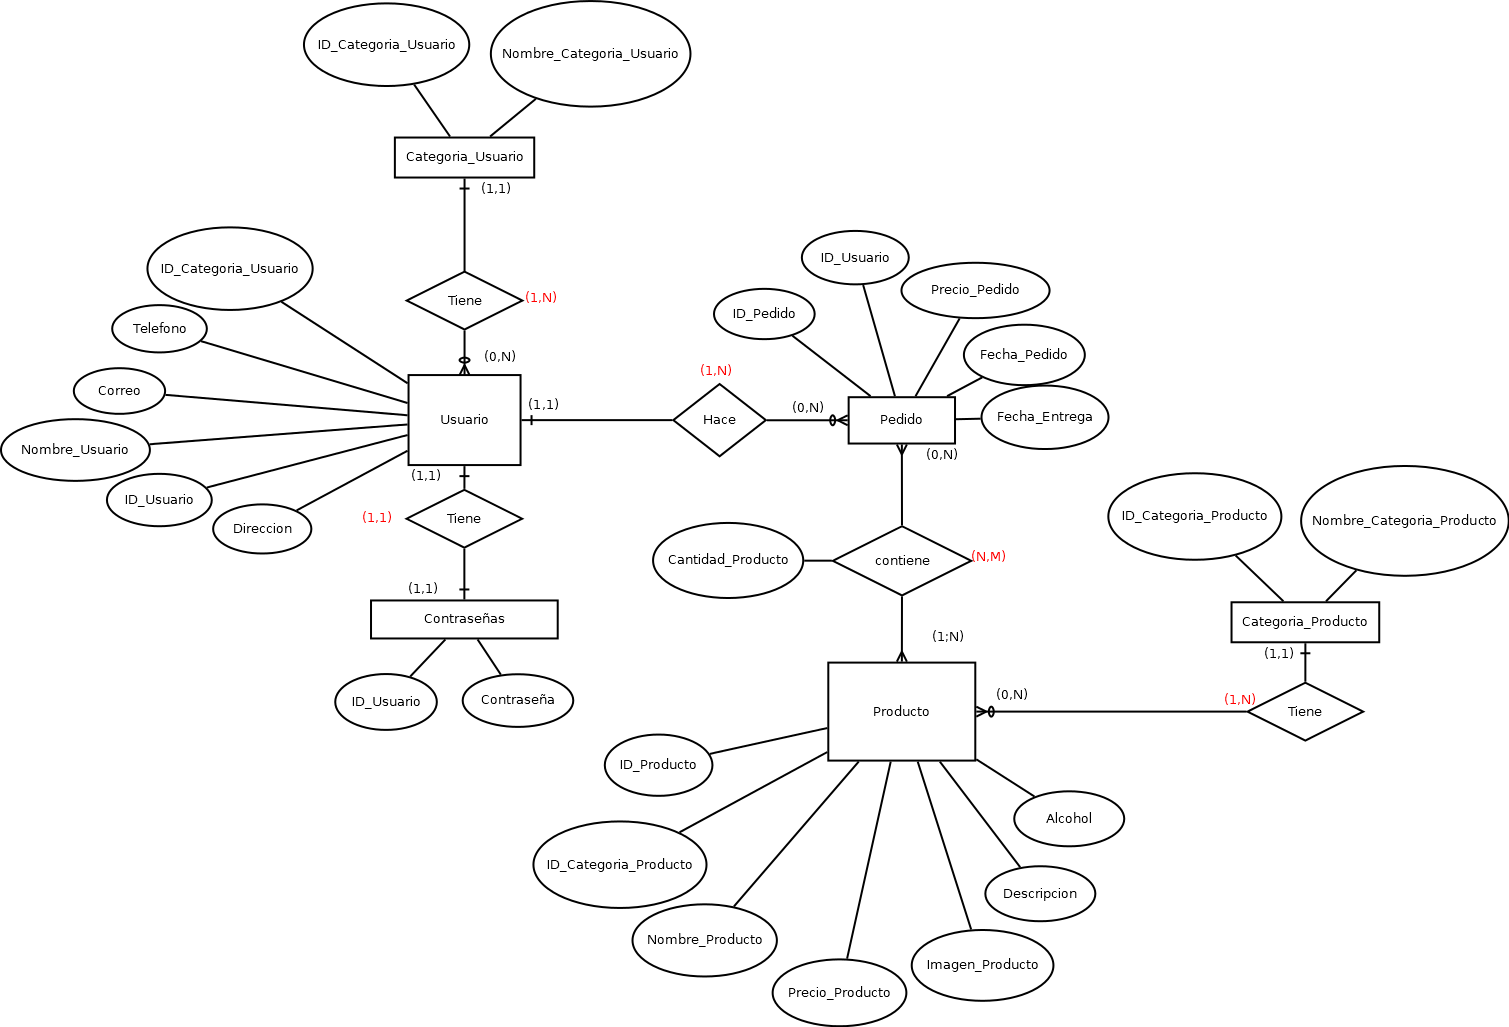 ID_Categoria_Usuario
Nombre_Categoria_Usuario
Categoria_Usuario
(1,1)
ID_Categoria_Usuario
Tiene
(1,N)
Telefono
(0,N)
Correo
Nombre_Usuario
ID_Usuario
Direccion
Usuario
(1,1)
(1,N)
Hace
(0,N)
Pedido
ID_Pedido
ID_Usuario
Precio_Pedido
Fecha_Pedido
Fecha_Entrega
(0,N)
(1,1)
(1,1)
Tiene
(1,1)
Contraseñas
ID_Usuario
Contraseña
Cantidad_Producto
contiene
(N,M)
(1;N)
ID_Categoria_Producto
Nombre_Categoria_Producto
Categoria_Producto
(1,1)
Producto
(0,N)
(1,N)
Tiene
ID_Producto
ID_Categoria_Producto
Nombre_Producto
Precio_Producto
Imagen_Producto
Descripcion
Alcohol